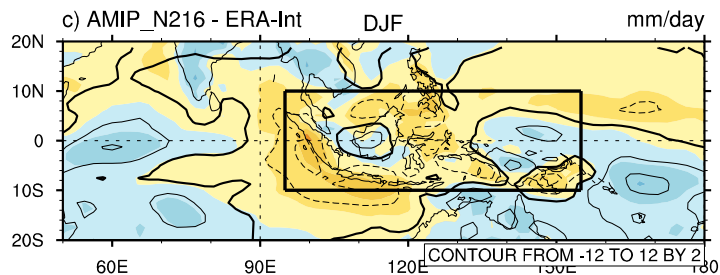 c) AMIP_N216 - ERA-Int DJF mm/day
20N
10N
0
10S
20S
60E 90E 120E 150E 180
CONTOUR FROM -12 TO 12 BY 2